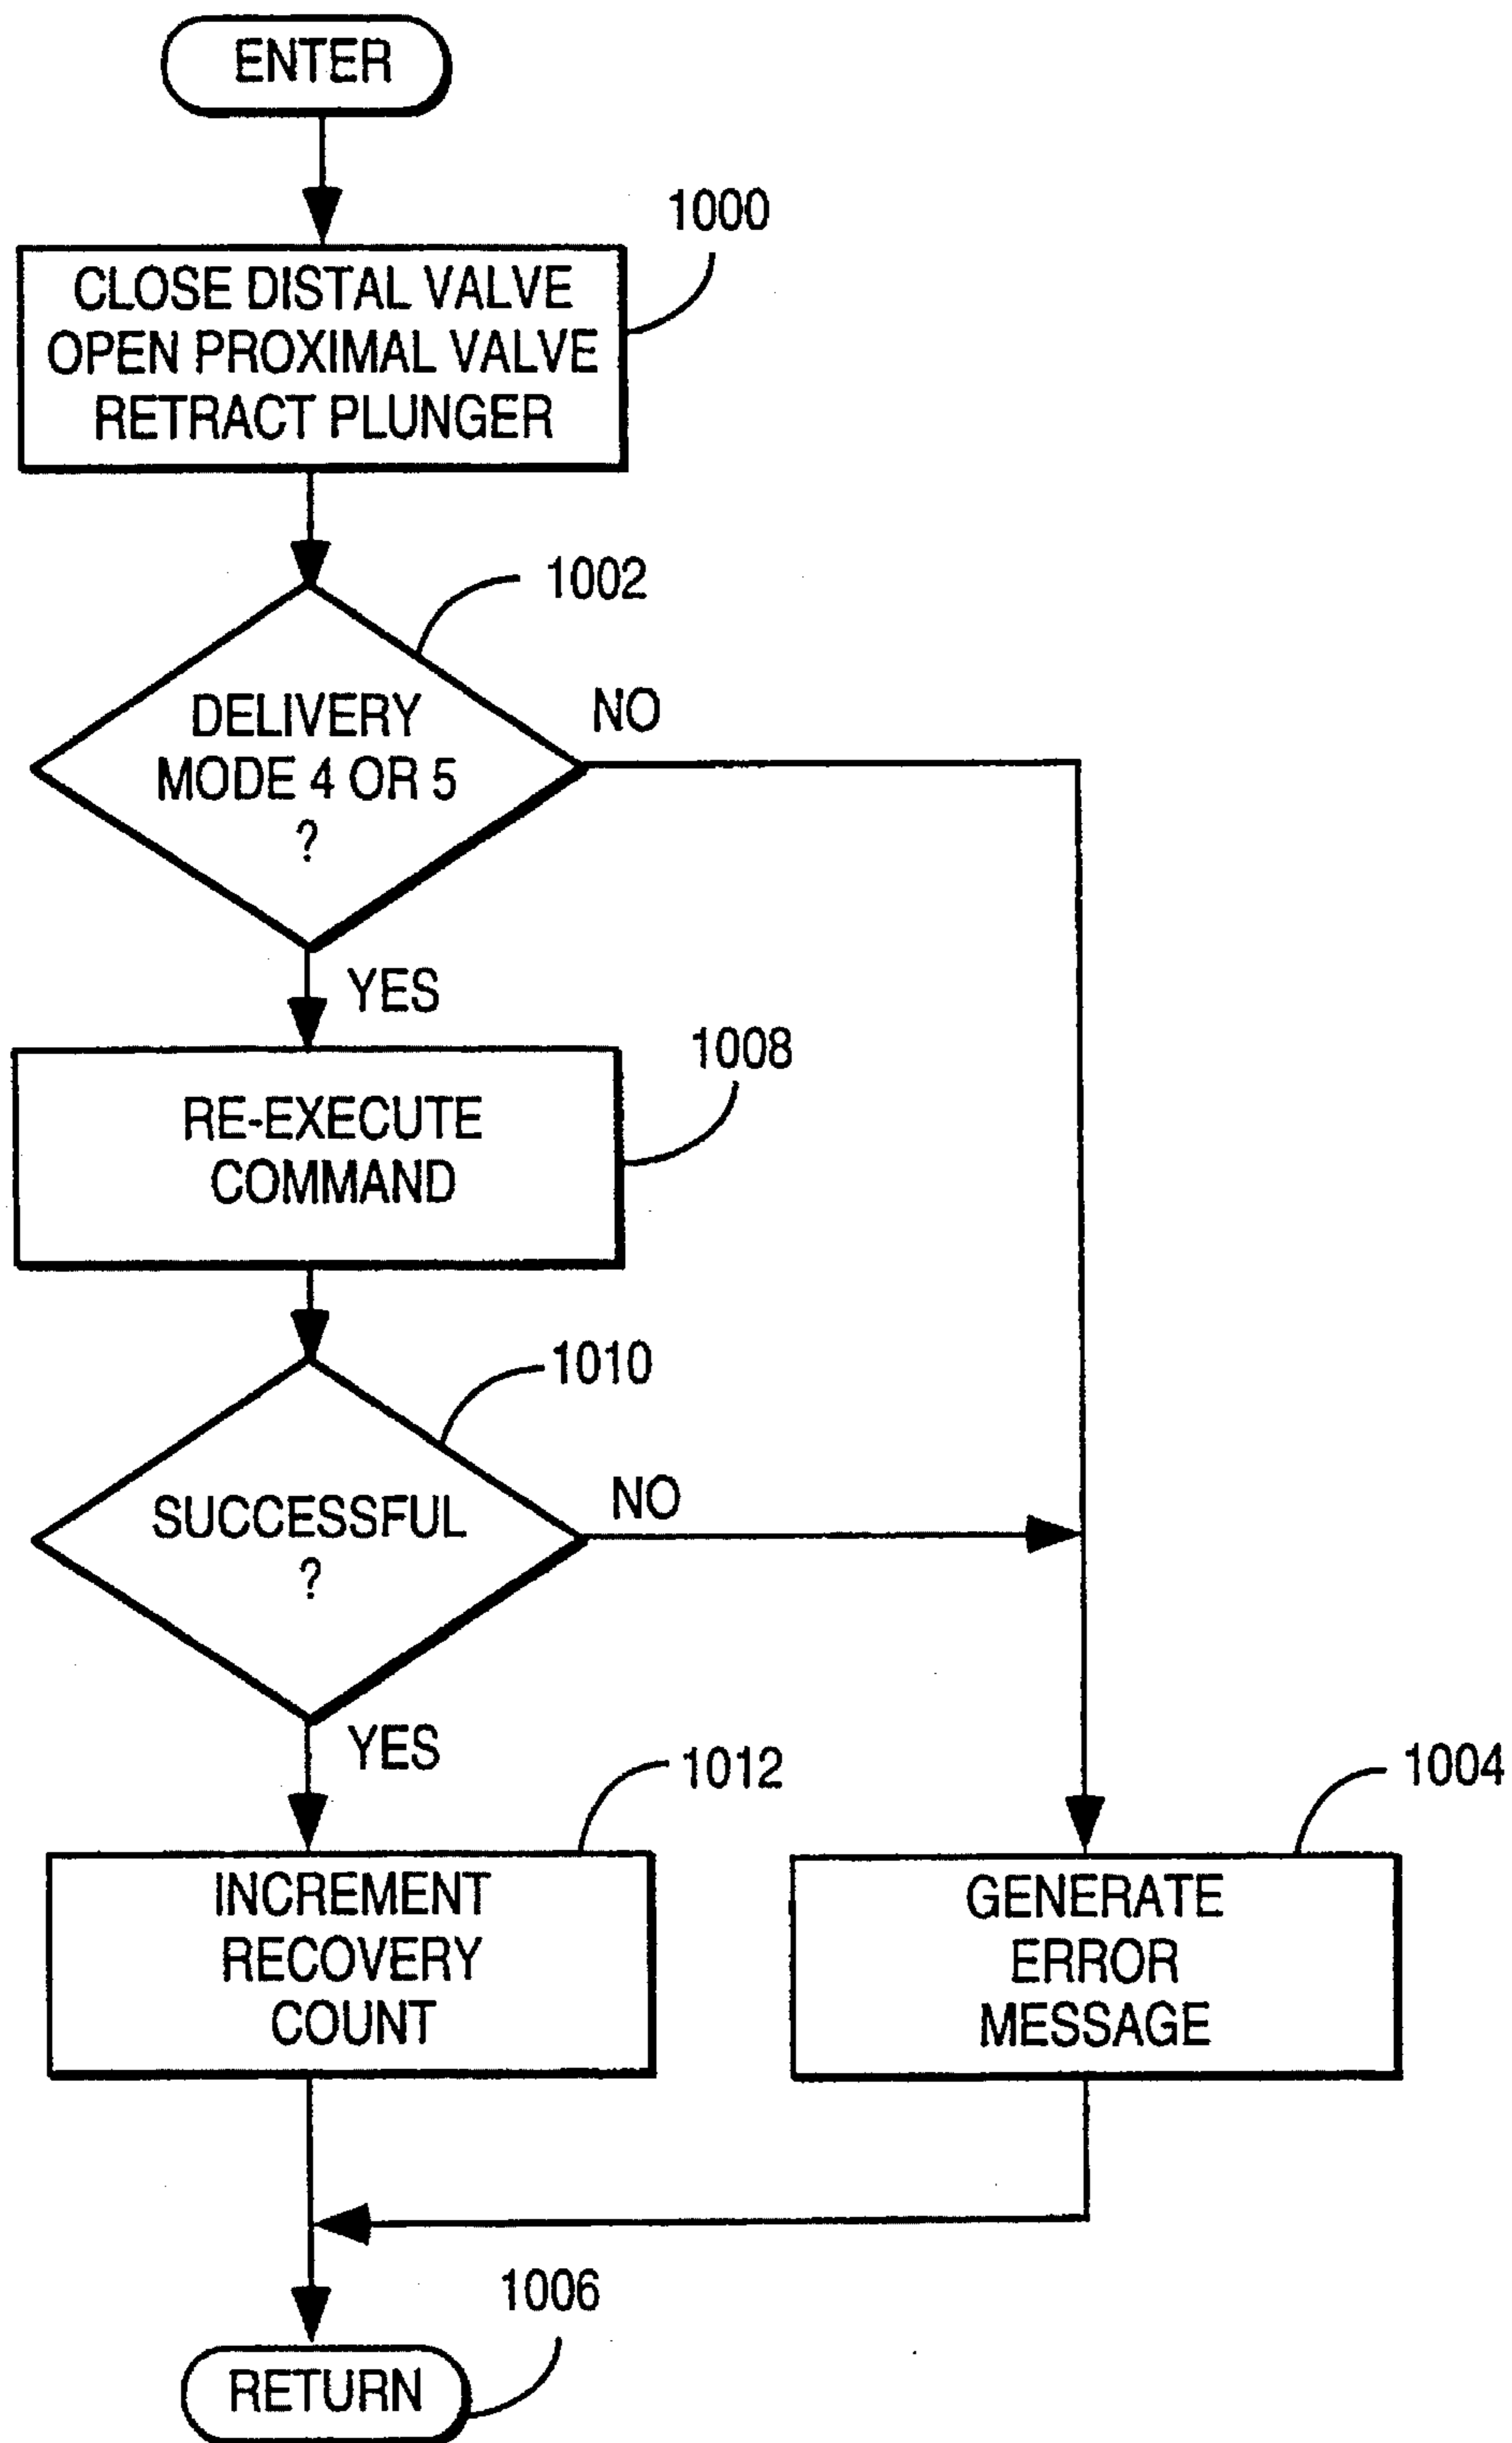 ENTER
1000
CLOSE DISTAL VALVE
OPEN PROXIMAL VALVE
RETRACT PLUNGER
1002
DELIVERY
MODE 4 OR 5
?
NO
YES
1008
RE-EXECUTE
COMMAND
1010
SUCCESSFUL
?
NO
YES
1012
INCREMENT
RECOVERY
COUNT
1004
GENERATE
ERROR
MESSAGE
1006
RETURN